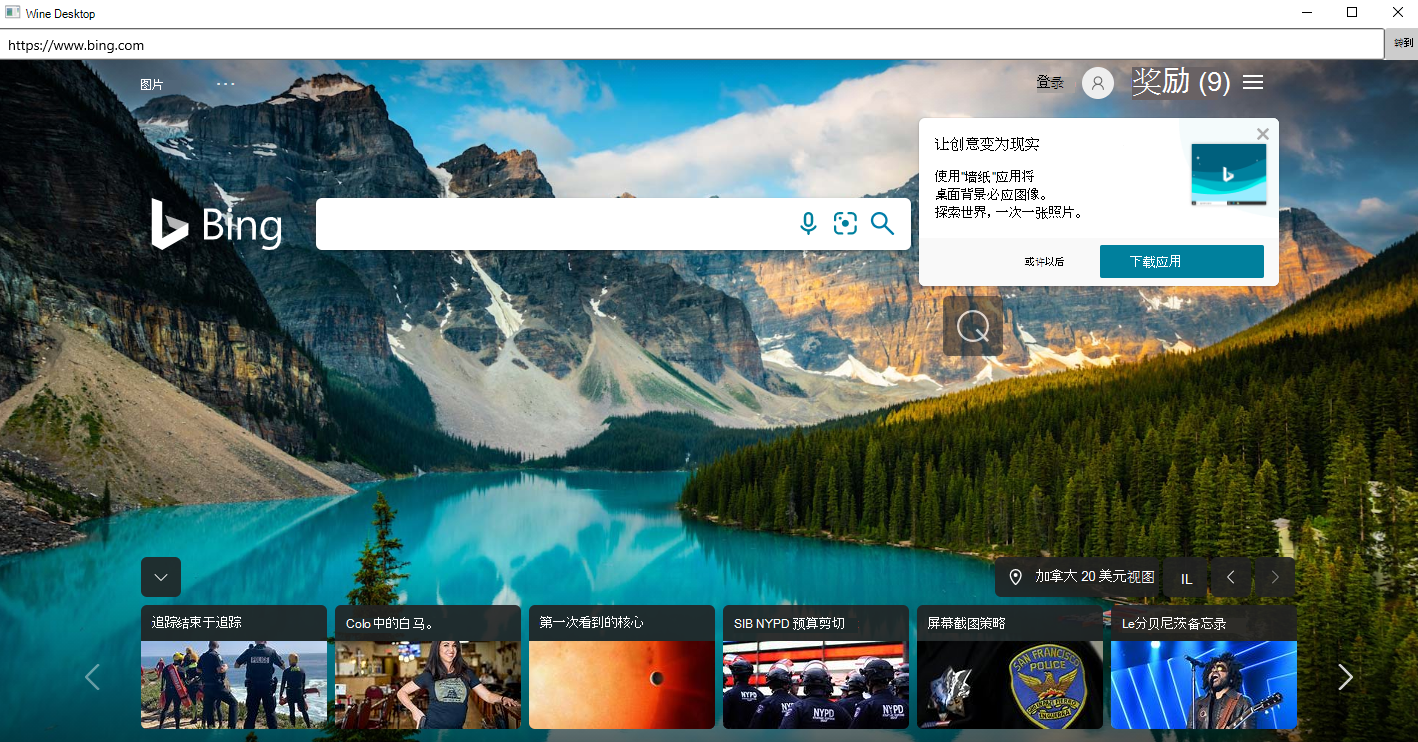 Wine Desktop
https://www.bing.com
转到
图片
登录
奖励 (9)
让创意变为现实
使用"墙纸"应用将
桌面背景必应图像。
探索世界，一次一张照片。
或许以后
下载应用
Bing
加拿大 20 美元视图
IL
追踪结束于追踪
Colo 中的白马。
第一次看到的核心
SIB NYPD 预算剪切
屏幕截图策略
Le分贝尼茨备忘录
POLICE
NYPD
NYPD
NYPD
SAN FRANCISCO
POLICE